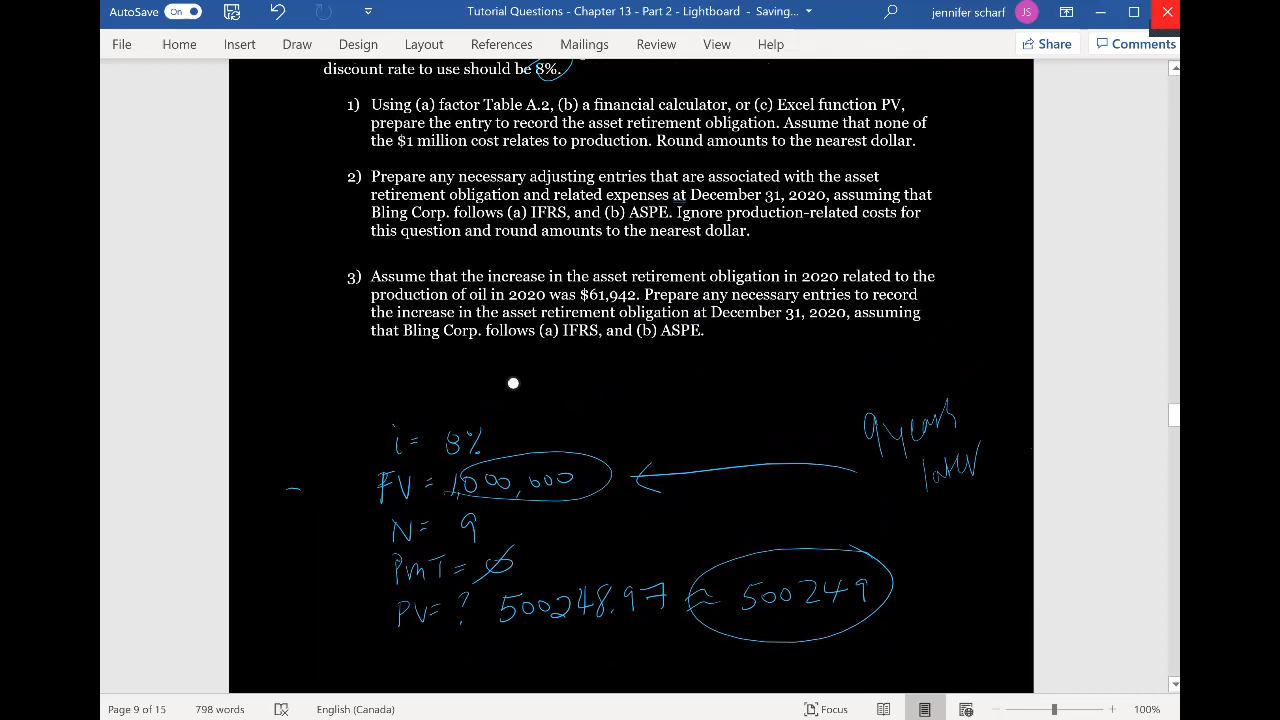 AutoSave On Tutorial Questions - Chapter 13 - Part 2 - Lightboard - Saving... jennifer scharf JS
File Home Insert Draw Design Layout References Mailings Review View Help Share Comments
discount rate to use should be 8%.
1) Using (a) factor Table A.2, (b) a financial calculator, or (c) Excel function PV,
prepare the entry to record the asset retirement obligation. Assume that none of
the $1 million cost relates to production. Round amounts to the nearest dollar.
2) Prepare any necessary adjusting entries that are associated with the asset
retirement obligation and related expenses at December 31, 2020, assuming that
Bling Corp. follows (a) IFRS, and (b) ASPE. Ignore production-related costs for
this question and round amounts to the nearest dollar.
3) Assume that the increase in the asset retirement obligation in 2020 related to the
production of oil in 2020 was $61,942. Prepare any necessary entries to record
the increase in the asset retirement obligation at December 31, 2020, assuming
that Bling Corp. follows (a) IFRS, and (b) ASPE.
i = 8%
9 years
later
FV = 1,000,000
N = 9
PmT = 0
PV = ? 500248.97 ≈ 500249
Page 9 of 15 798 words English (Canada) Focus 100%